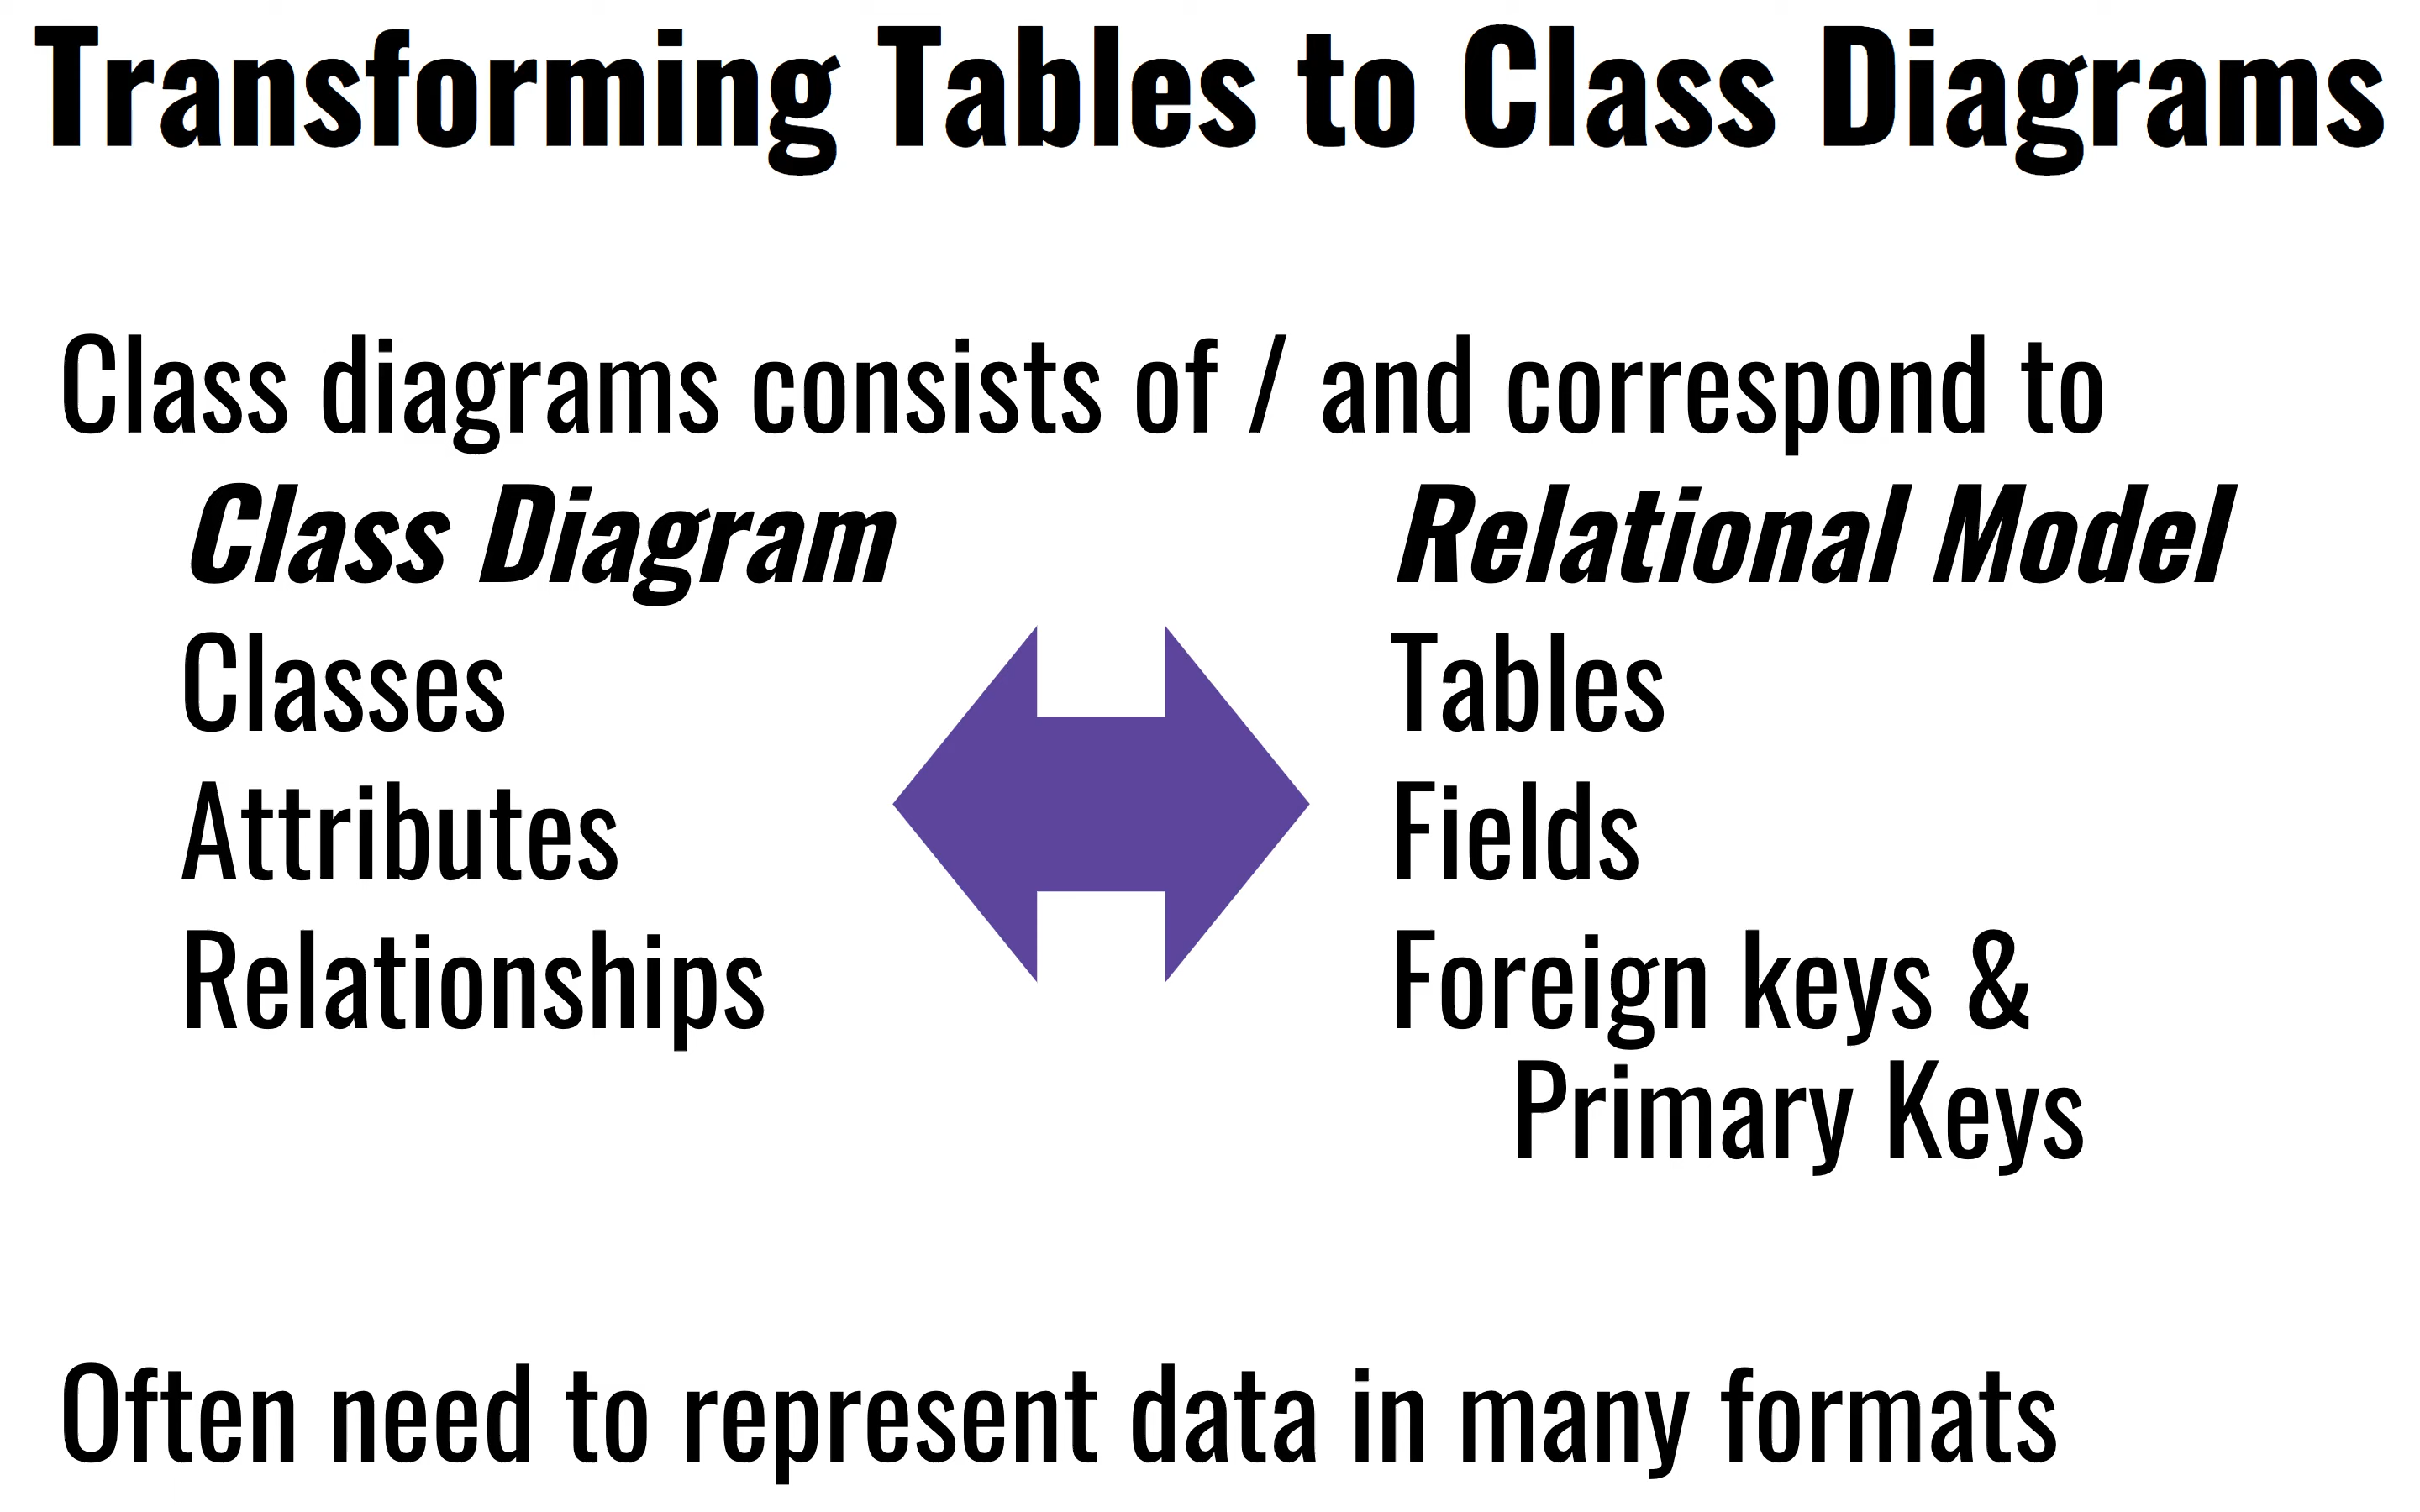 Transforming Tables to Class Diagrams
Class diagrams consists of / and correspond to
Class Diagram Relational Model
Classes Tables
Attributes Fields
Relationships Foreign keys &
Primary Keys
Often need to represent data in many formats